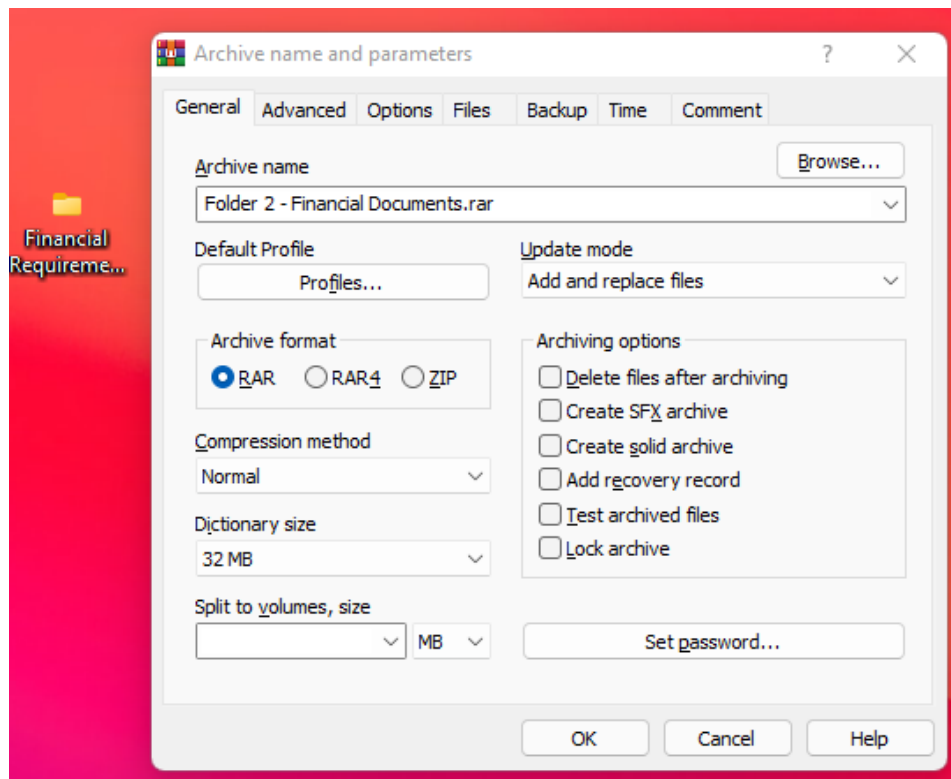 Archive name and parameters
?
General Advanced Options Files Backup Time Comment
Archive name
Browse...
Folder 2 - Financial Documents.rar
Default Profile
Profiles...
Update mode
Add and replace files
Archive format
RAR RAR4 ZIP
Archiving options
Delete files after archiving
Create SFX archive
Create solid archive
Add recovery record
Test archived files
Lock archive
Compression method
Normal
Dictionary size
32 MB
Split to volumes, size
MB
Set password...
OK Cancel Help
Financial
Requireme...